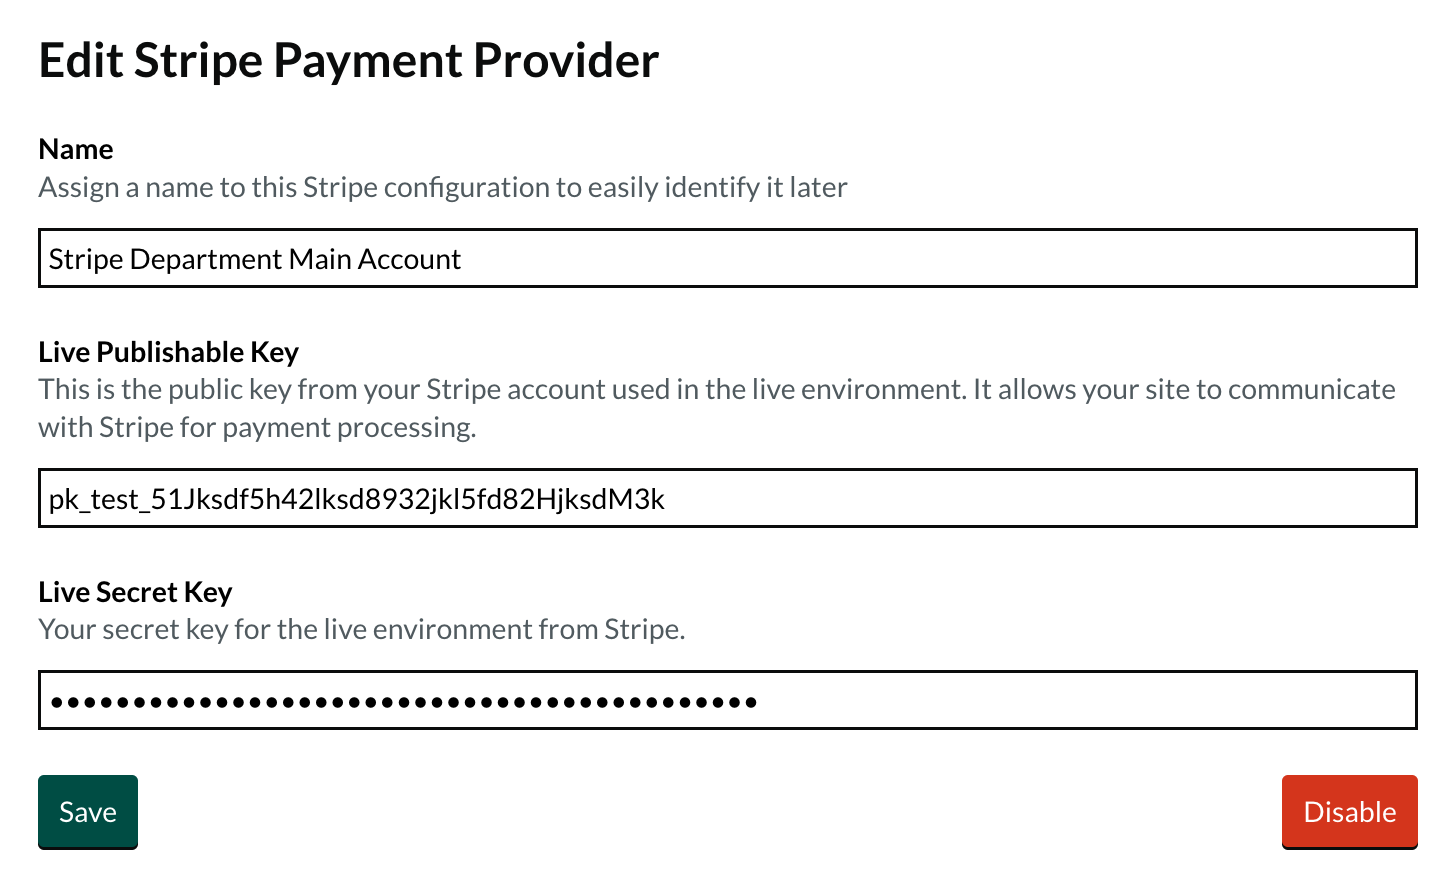 Edit Stripe Payment Provider
Name
Assign a name to this Stripe configuration to easily identify it later
Stripe Department Main Account
Live Publishable Key
This is the public key from your Stripe account used in the live environment. It allows your site to communicate
with Stripe for payment processing.
pk_test_51Jksdf5h42lksd8932jkl5fd82HjksdM3k
Live Secret Key
Your secret key for the live environment from Stripe.
•••••••••••••••••••••••••••••••••••••••••••
Save
Disable